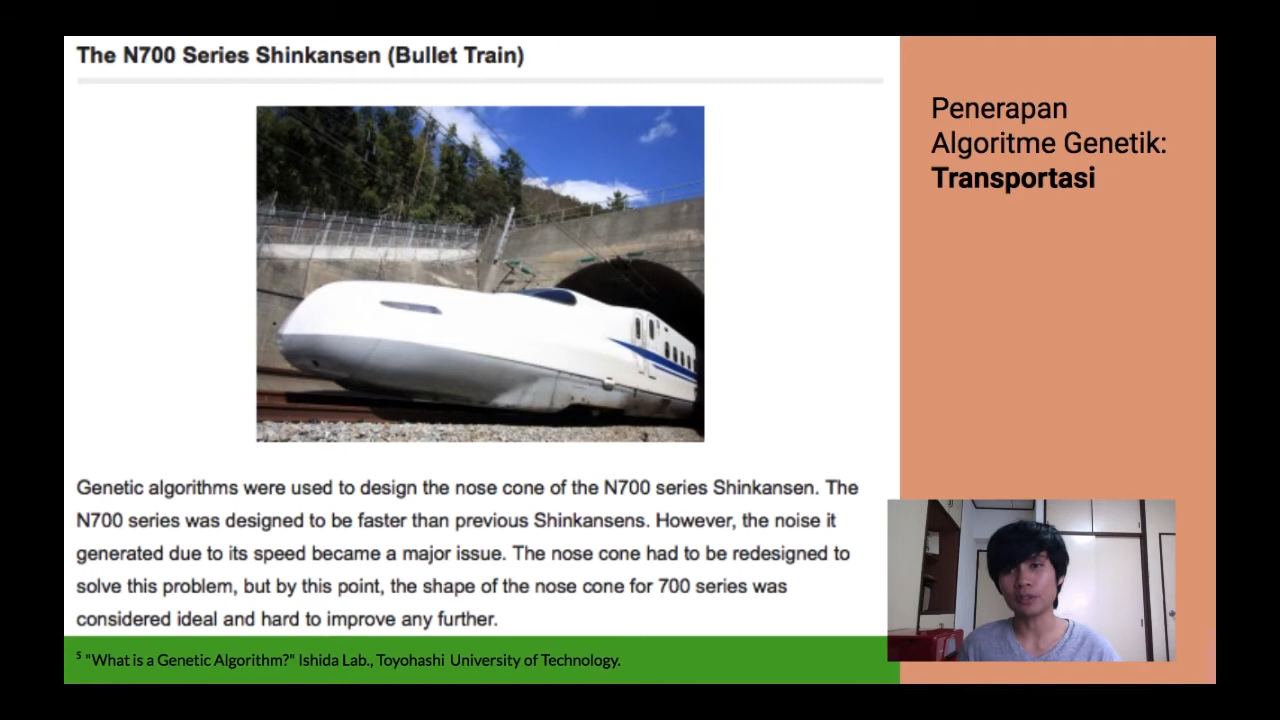 The N700 Series Shinkansen (Bullet Train)
Genetic algorithms were used to design the nose cone of the N700 series Shinkansen. The
N700 series was designed to be faster than previous Shinkansens. However, the noise it
generated due to its speed became a major issue. The nose cone had to be redesigned to
solve this problem, but by this point, the shape of the nose cone for 700 series was
considered ideal and hard to improve any further.
⁵ "What is a Genetic Algorithm?" Ishida Lab., Toyohashi University of Technology.
Penerapan
Algoritme Genetik:
Transportasi